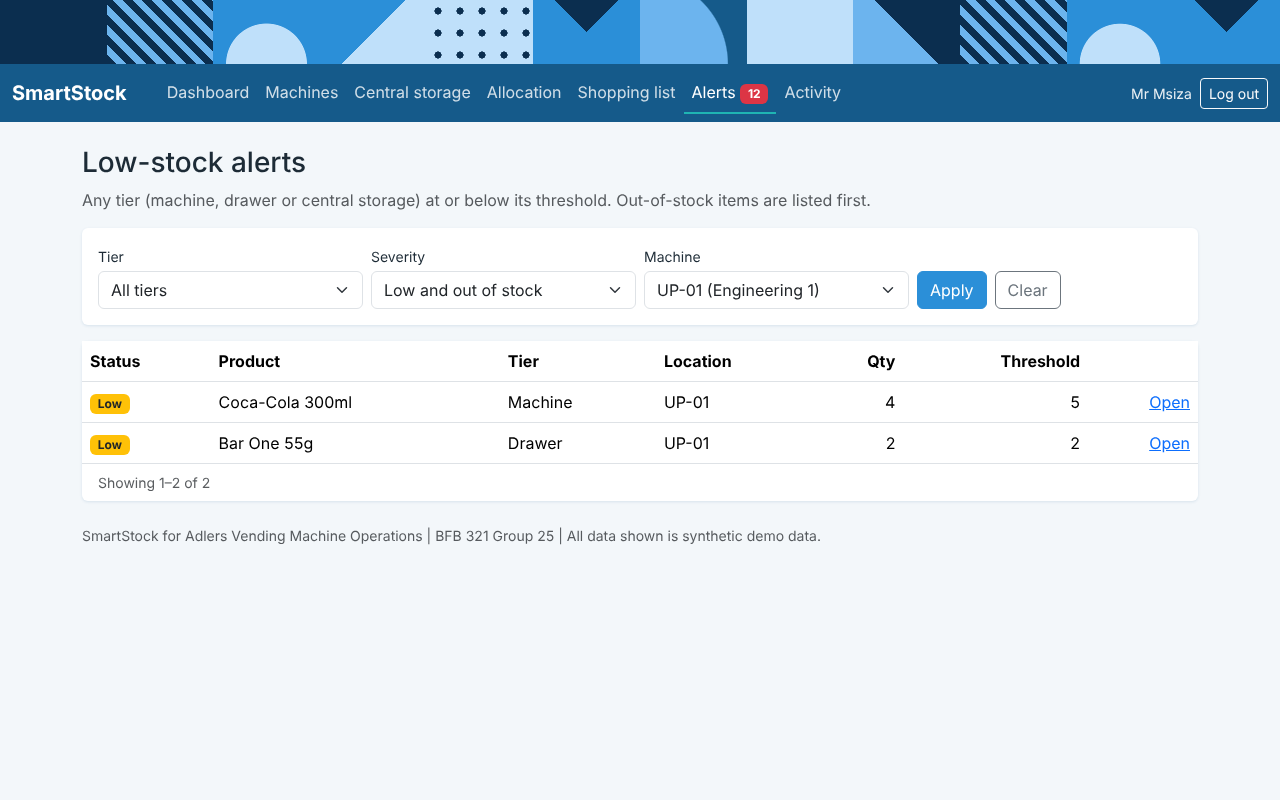 SmartStock Dashboard Machines Central storage Allocation Shopping list Alerts 12 Activity Mr Msiza Log out
Low-stock alerts
Any tier (machine, drawer or central storage) at or below its threshold. Out-of-stock items are listed first.
Tier Severity Machine
All tiers Low and out of stock UP-01 (Engineering 1) Apply Clear
Status Product Tier Location Qty Threshold
Low Coca-Cola 300ml Machine UP-01 4 5 Open
Low Bar One 55g Drawer UP-01 2 2 Open
Showing 1–2 of 2
SmartStock for Adlers Vending Machine Operations | BFB 321 Group 25 | All data shown is synthetic demo data.